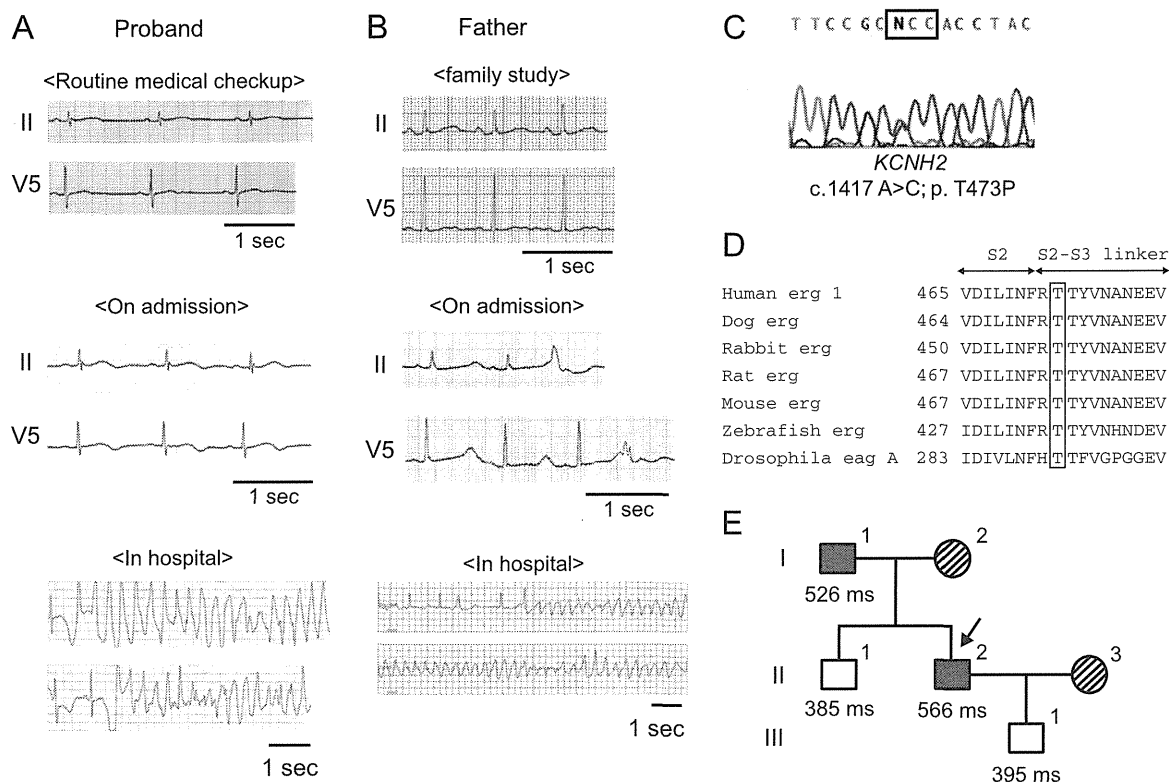 A
Proband
<Routine medical checkup>
II
V5
1 sec
<On admission>
II
V5
1 sec
<In hospital>
1 sec
B
Father
<family study>
II
V5
1 sec
<On admission>
II
V5
1 sec
<In hospital>
1 sec
C
T T C C G C N C C A C C T A C
KCNH2
c.1417 A>C; p. T473P
D
S2 S2-S3 linker
Human erg 1 465 VDILINFRTTYVNANEEV
Dog erg 464 VDILINFRTTYVNANEEV
Rabbit erg 450 VDILINFRTTYVNANEEV
Rat erg 467 VDILINFRTTYVNANEEV
Mouse erg 467 VDILINFRTTYVNANEEV
Zebrafish erg 427 IDILINFRTTYVNHNDEV
Drosophila eag A 283 IDIVLNFHTTFVGPGGEV
E
I
1
2
526 ms
II
1
2
3
385 ms
566 ms
III
1
395 ms